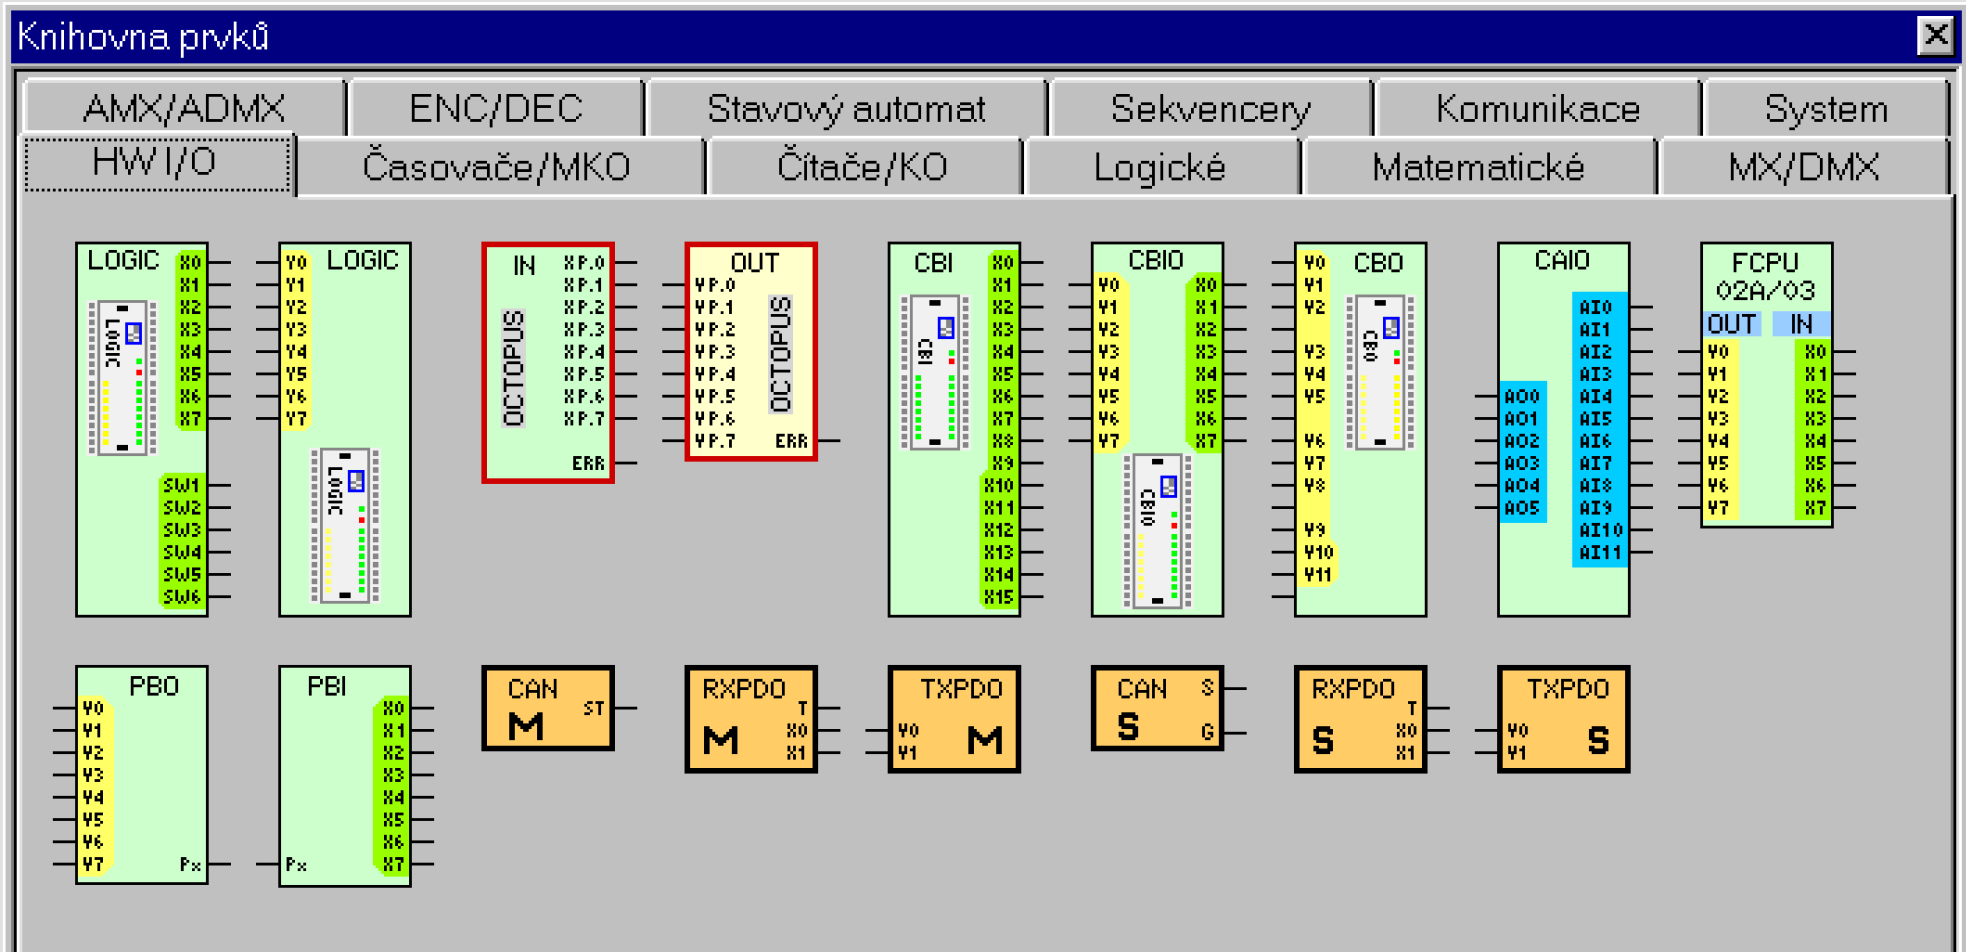 Knihovna prvků
AMX/ADMX ENC/DEC Stavový automat Sekvencery Komunikace System
HW I/O Časovače/MKO Čítače/KO Logické Matematické MX/DMX
LOGIC
X0
X1
X2
X3
X4
X5
X6
X7
LOGIC
SW1
SW2
SW3
SW4
SW5
SW6
LOGIC
Y0
Y1
Y2
Y3
Y4
Y5
Y6
Y7
LOGIC
IN
OCTOPUS
XP.0
XP.1
XP.2
XP.3
XP.4
XP.5
XP.6
XP.7
ERR
OUT
OCTOPUS
YP.0
YP.1
YP.2
YP.3
YP.4
YP.5
YP.6
YP.7 ERR
CBI
CBI
X0
X1
X2
X3
X4
X5
X6
X7
X8
X9
X10
X11
X12
X13
X14
X15
CBIO
Y0 X0
Y1 X1
Y2 X2
Y3 X3
Y4 X4
Y5 X5
Y6 X6
Y7 X7
CBIO
CBO
CBO
Y0
Y1
Y2
Y3
Y4
Y5
Y6
Y7
Y8
Y9
Y10
Y11
CAIO
AI0
AI1
AI2
AI3
AO0 AI4
AO1 AI5
AO2 AI6
AO3 AI7
AO4 AI8
AO5 AI9
AI10
AI11
FCPU
02A/03
OUT IN
Y0 X0
Y1 X1
Y2 X2
Y3 X3
Y4 X4
Y5 X5
Y6 X6
Y7 X7
PBO
Y0
Y1
Y2
Y3
Y4
Y5
Y6
Y7 Px
PBI
X0
X1
X2
X3
X4
X5
X6
Px X7
CAN
M ST
RXPDO
T
M X0
X1
TXPDO
Y0 M
Y1
CAN S
S G
RXPDO
T
S X0
X1
TXPDO
Y0 S
Y1